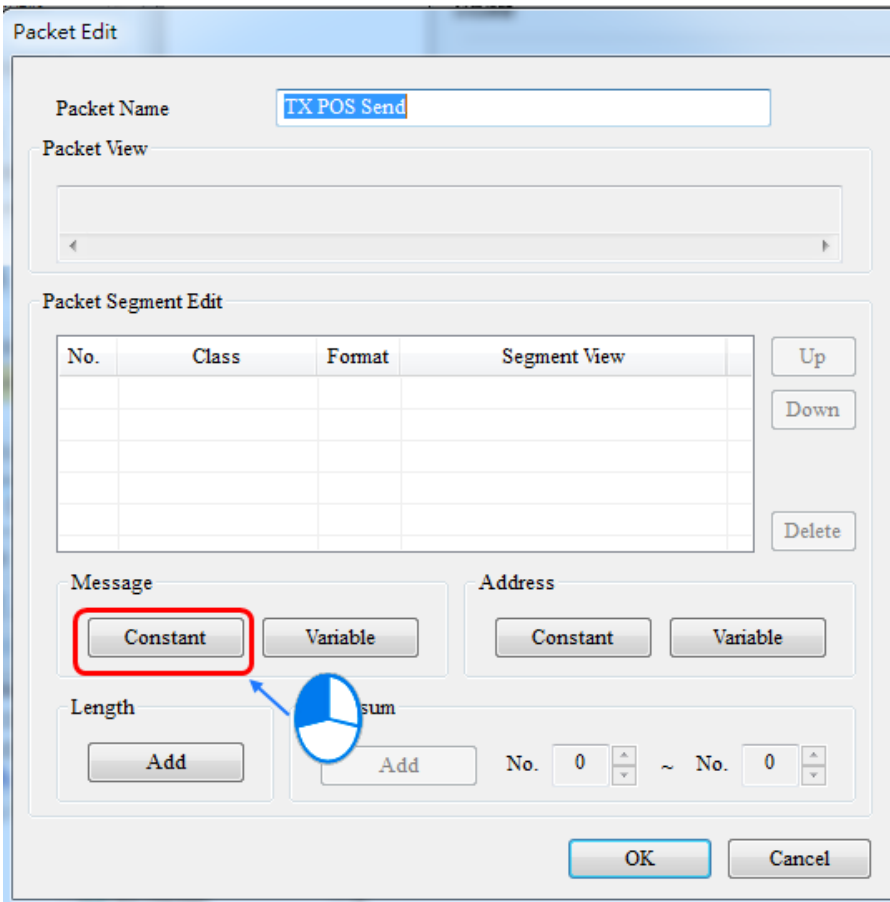 Packet Edit
Packet Name
TX POS Send
Packet View
Packet Segment Edit
No. Class Format Segment View
Up
Down
Delete
Message
Constant Variable
Address
Constant Variable
Length
Add
sum
Add No. 0 ~ No. 0
OK Cancel